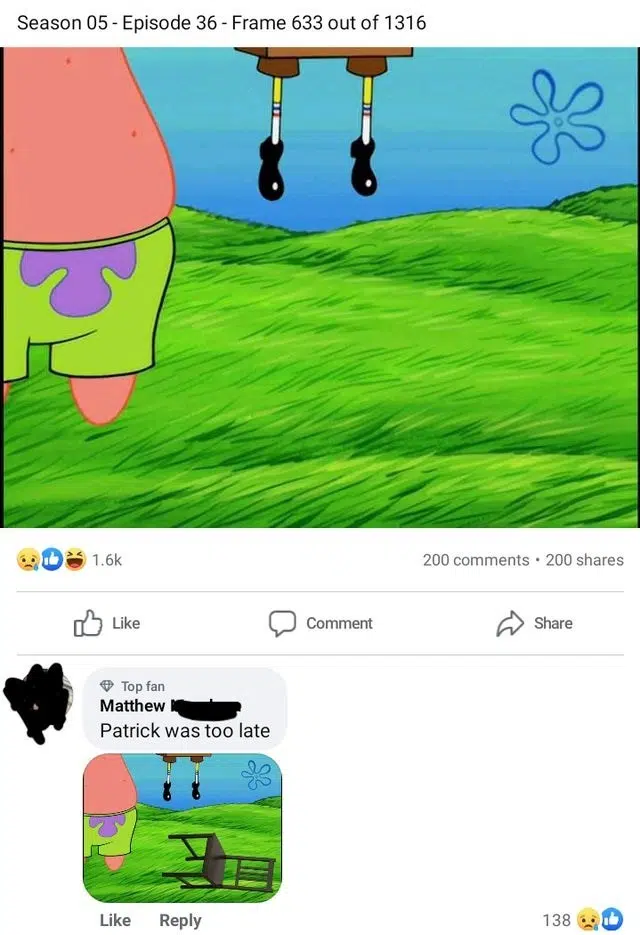 Season 05 - Episode 36 - Frame 633 out of 1316
1.6k
200 comments • 200 shares
Like
Comment
Share
Top fan
Matthew
Patrick was too late
Like Reply
138